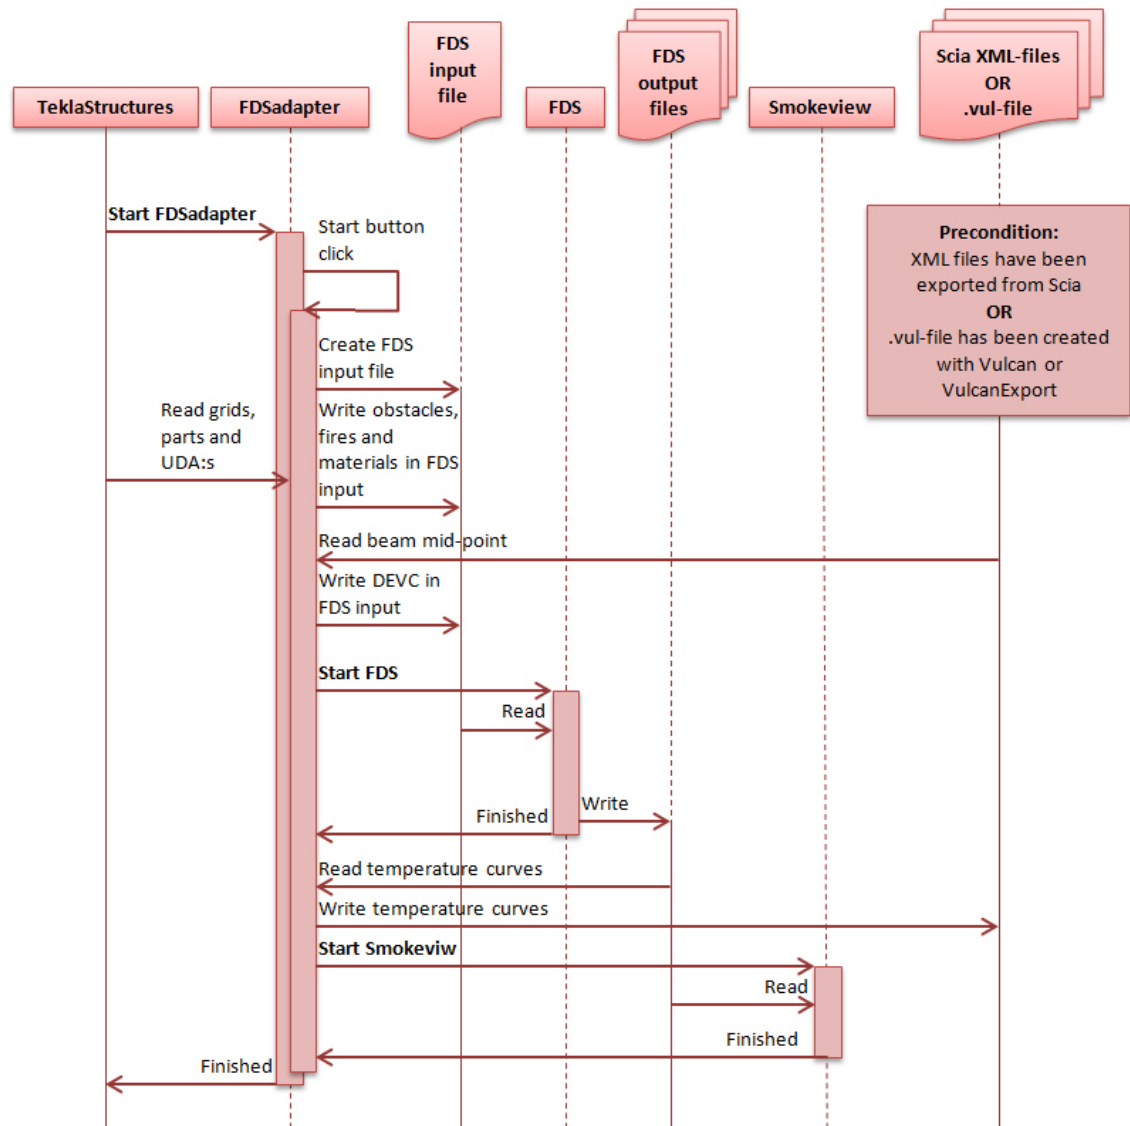 FDS
input
file
FDS
output
files
Scia XML-files
OR
.vul-file
TeklaStructures
FDSadapter
FDS
Smokeview
Start FDSadapter
Start button
click
Precondition:
XML files have been
exported from Scia
OR
.vul-file has been created
with Vulcan or
VulcanExport
Create FDS
input file
Read grids,
parts and
UDA:s
Write obstacles,
fires and
materials in FDS
input
Read beam mid-point
Write DEVC in
FDS input
Start FDS
Read
Write
Finished
Read temperature curves
Write temperature curves
Start Smokeviw
Read
Finished
Finished